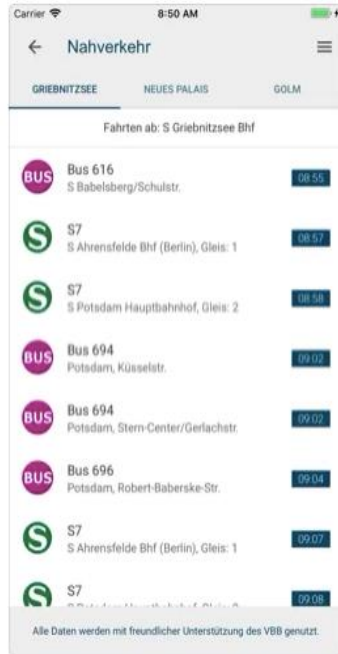 Carrier 8:50 AM
Nahverkehr
GRIEBNITZSEE NEUES PALAIS GOLM
Fahrten ab: S Griebnitzsee Bhf
BUS Bus 616 08:55
S Babelsberg/Schulstr.
S S7 08:57
S Ahrensfelde Bhf (Berlin), Gleis: 1
S S7 08:58
S Potsdam Hauptbahnhof, Gleis: 2
BUS Bus 694 09:02
Potsdam, Küsselstr.
BUS Bus 694 09:02
Potsdam, Stern-Center/Gerlachstr.
BUS Bus 696 09:04
Potsdam, Robert-Baberske-Str.
S S7 09:07
S Ahrensfelde Bhf (Berlin), Gleis: 1
S S7 09:08
Alle Daten werden mit freundlicher Unterstützung des VBB genutzt.